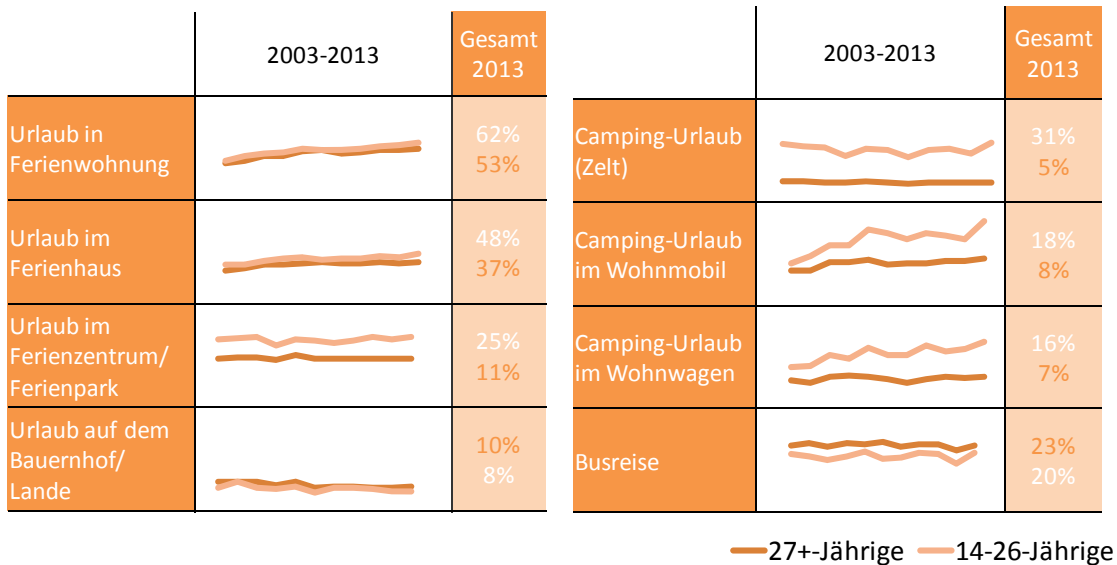 2003-2013
Gesamt
2013
Urlaub in
Ferienwohnung
62%
53%
Urlaub im
Ferienhaus
48%
37%
Urlaub im
Ferienzentrum/
Ferienpark
25%
11%
Urlaub auf dem
Bauernhof/
Lande
10%
8%
2003-2013
Gesamt
2013
Camping-Urlaub
(Zelt)
31%
5%
Camping-Urlaub
im Wohnmobil
18%
8%
Camping-Urlaub
im Wohnwagen
16%
7%
Busreise
23%
20%
27+-Jährige
14-26-Jährige